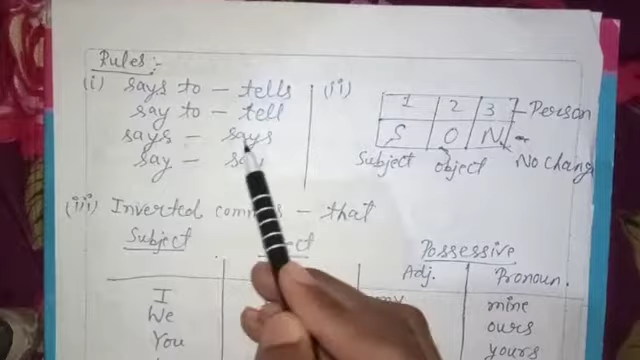 Rules :-
(i) says to - tells
say to - tell
says - says
say -
(ii)
1 2 3 - Person
S O N - No Change
Subject object
(iii) Inverted - that
Subject
Possessive
Adj. Pronoun.
I mine
We ours
You yours